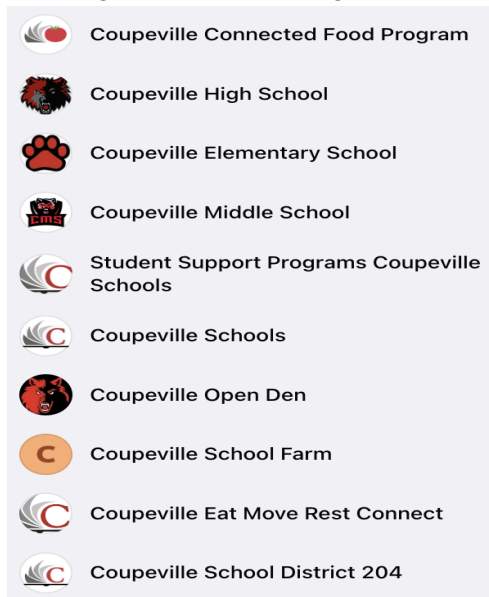 Coupeville Connected Food Program
Coupeville High School
Coupeville Elementary School
CMS
Coupeville Middle School
Student Support Programs Coupeville
Schools
C
Coupeville Schools
C
Coupeville Open Den
C
Coupeville School Farm
C
Coupeville Eat Move Rest Connect
C
Coupeville School District 204
C